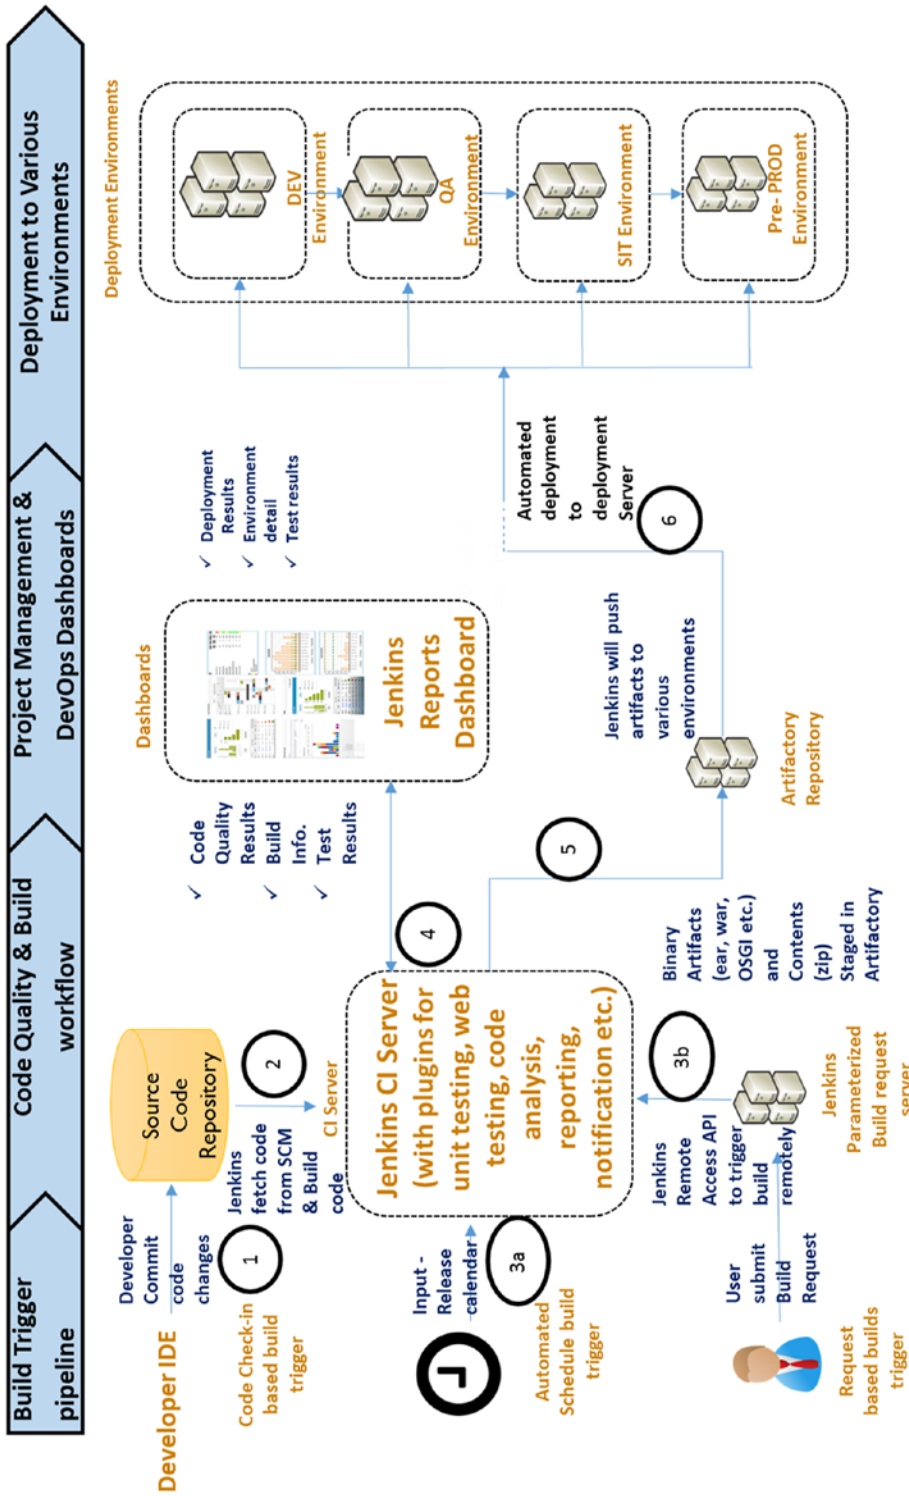 Build Trigger
pipeline
Code Quality & Build
workflow
Project Management &
DevOps Dashboards
Deployment to Various
Environments
Developer IDE
Developer
Commit
code
changes
1
Code Check-in
based build
trigger
Source
Code
Repository
2
Jenkins
fetch code
from SCM
& Build
code
CI Server
Jenkins CI Server
(with plugins for
unit testing, web
testing, code
analysis,
reporting,
notification etc.)
Input -
Release
calendar
3a
Automated
Schedule build
trigger
Request
based builds
trigger
User
submit
Build
Request
Jenkins
Remote
Access API
to trigger
build
remotely
3b
Jenkins
Parameterized
Build request
server
4
✓ Code
Quality
Results
✓ Build
Info.
✓ Test
Results
Dashboards
Jenkins
Reports
Dashboard
✓ Deployment
Results
✓ Environment
detail
✓ Test results
5
Binary
Artifacts
(ear, war,
OSGI etc.)
and
Contents
(zip)
Staged in
Artifactory
Artifactory
Repository
Jenkins will push
artifacts to
various
environments
6
Automated
deployment
to
deployment
Server
Deployment Environments
DEV
Environment
QA
Environment
SIT Environment
Pre- PROD
Environment